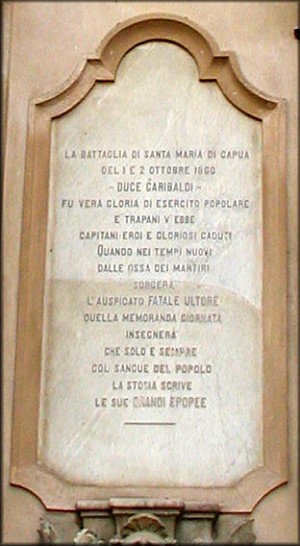 LA BATTAGLIA DI SANTA MARIA DI CAPUA
DEL 1 E 2 OTTOBRE 1860
- DUCE GARIBALDI -
FU VERA GLORIA DI ESERCITO POPOLARE
E TRAPANI V'EBBE
CAPITANI EROI E GLORIOSI CADUTI
QUANDO NEI TEMPI NUOVI
DALLE OSSA DEI MARTIRI
SORGERÀ
L'AUSPICATO FATALE ULTORE
QUELLA MEMORANDA GIORNATA
INSEGNERÀ
CHE SOLO E SEMPRE
COL SANGUE DEL POPOLO
LA STORIA SCRIVE
LE SUE GRANDI EPOPEE